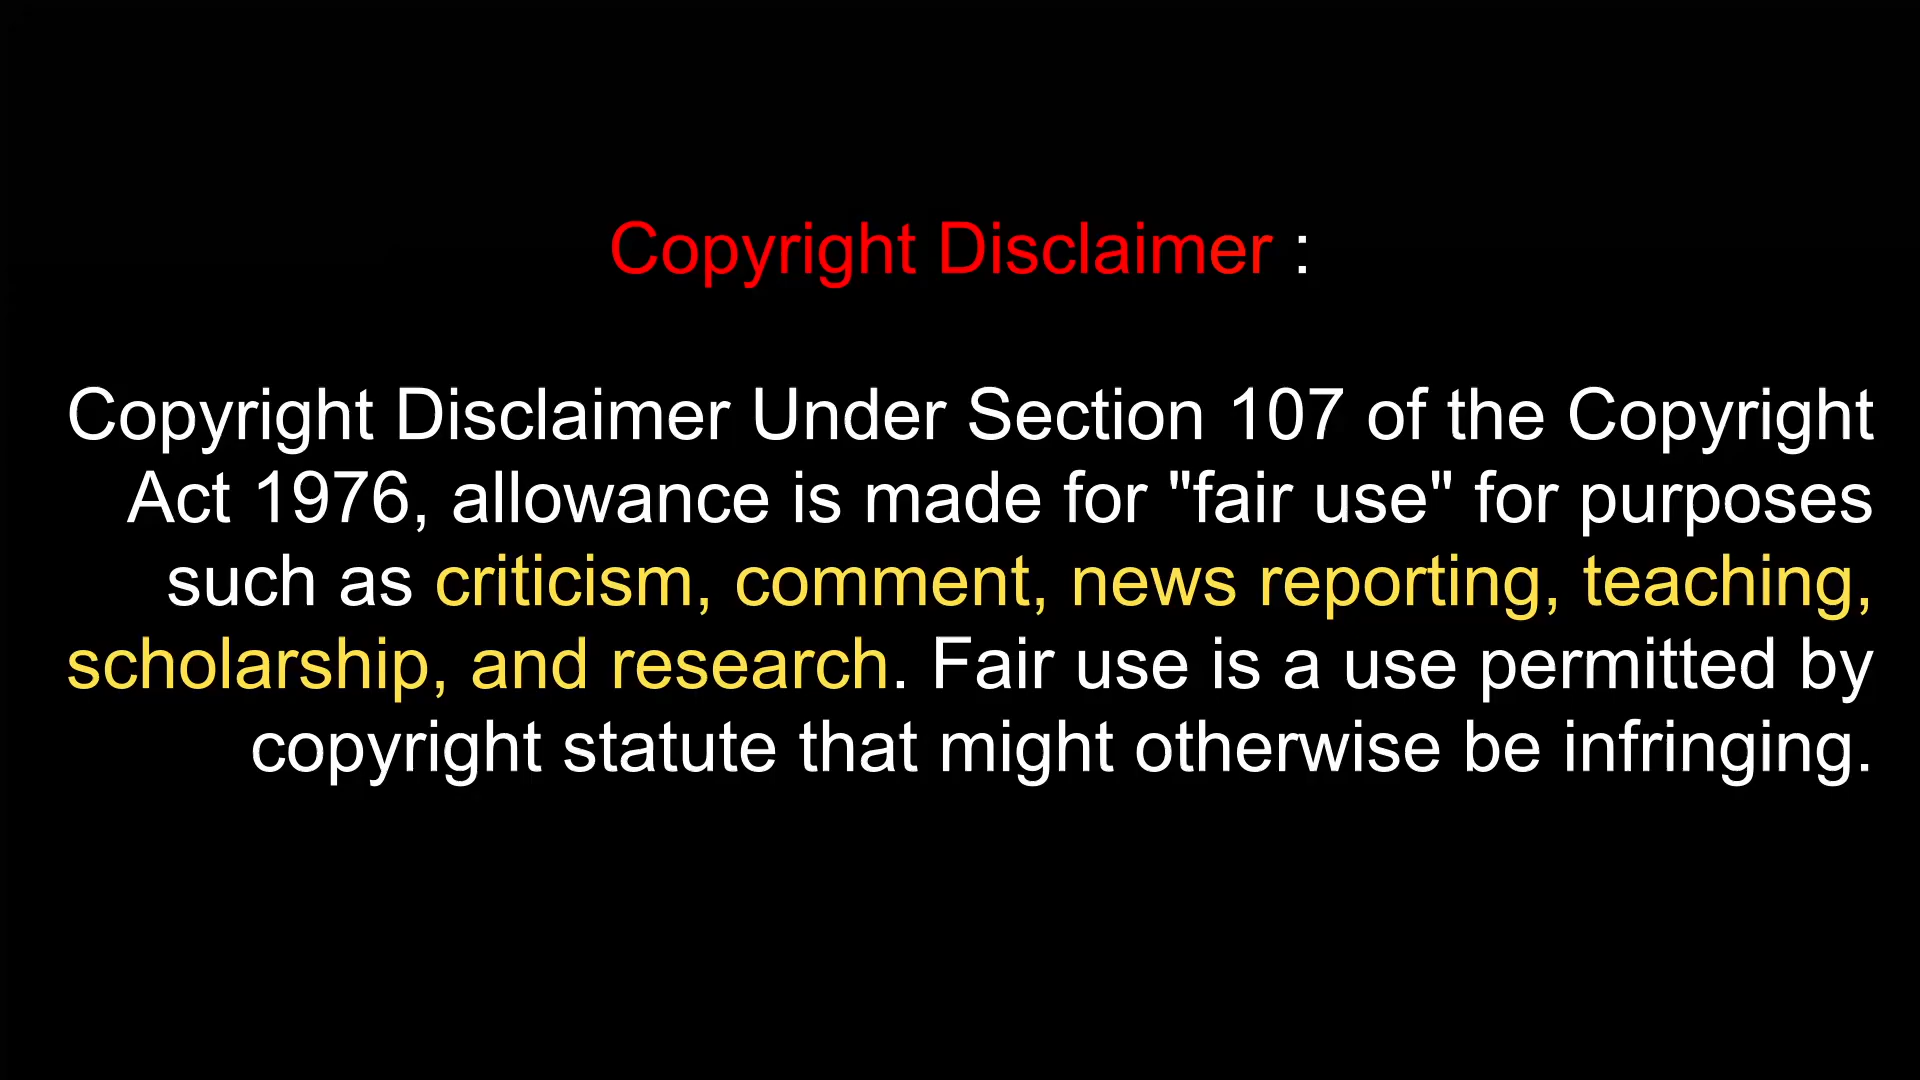 Copyright Disclaimer :
Copyright Disclaimer Under Section 107 of the Copyright
Act 1976, allowance is made for "fair use" for purposes
such as criticism, comment, news reporting, teaching,
scholarship, and research. Fair use is a use permitted by
copyright statute that might otherwise be infringing.